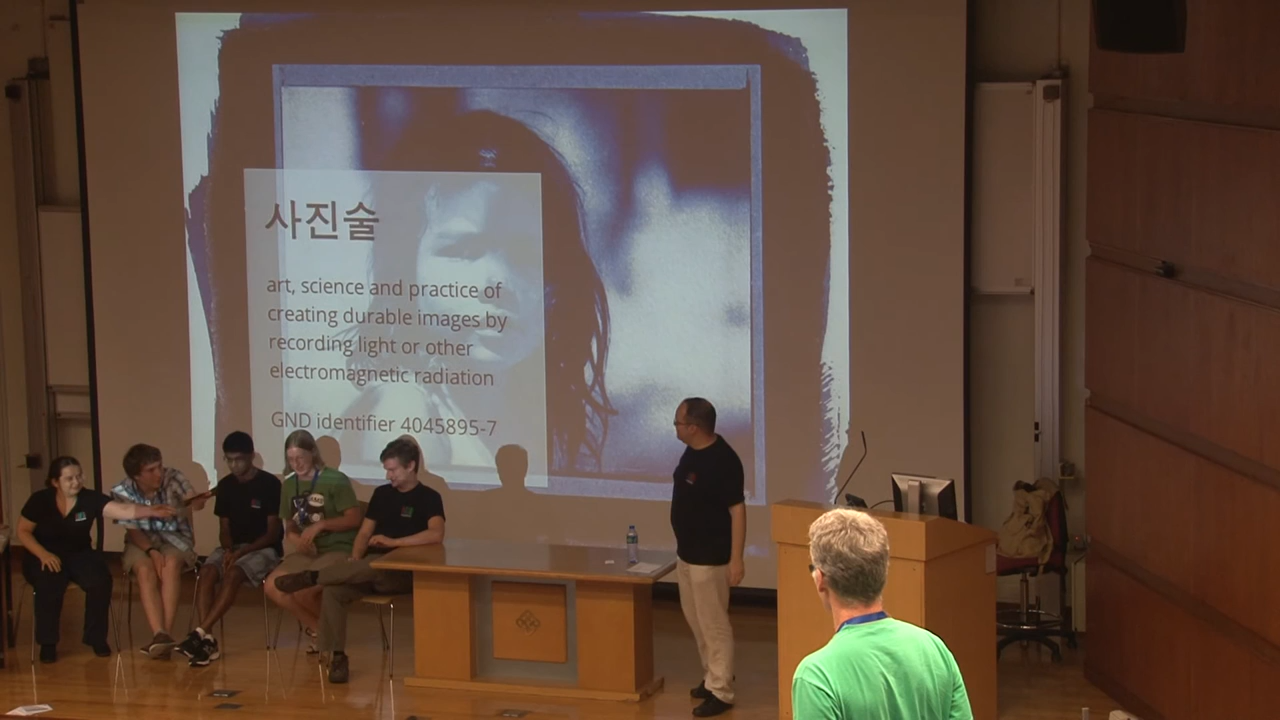 사진술
art, science and practice of
creating durable images by
recording light or other
electromagnetic radiation
GND identifier 4045895-7